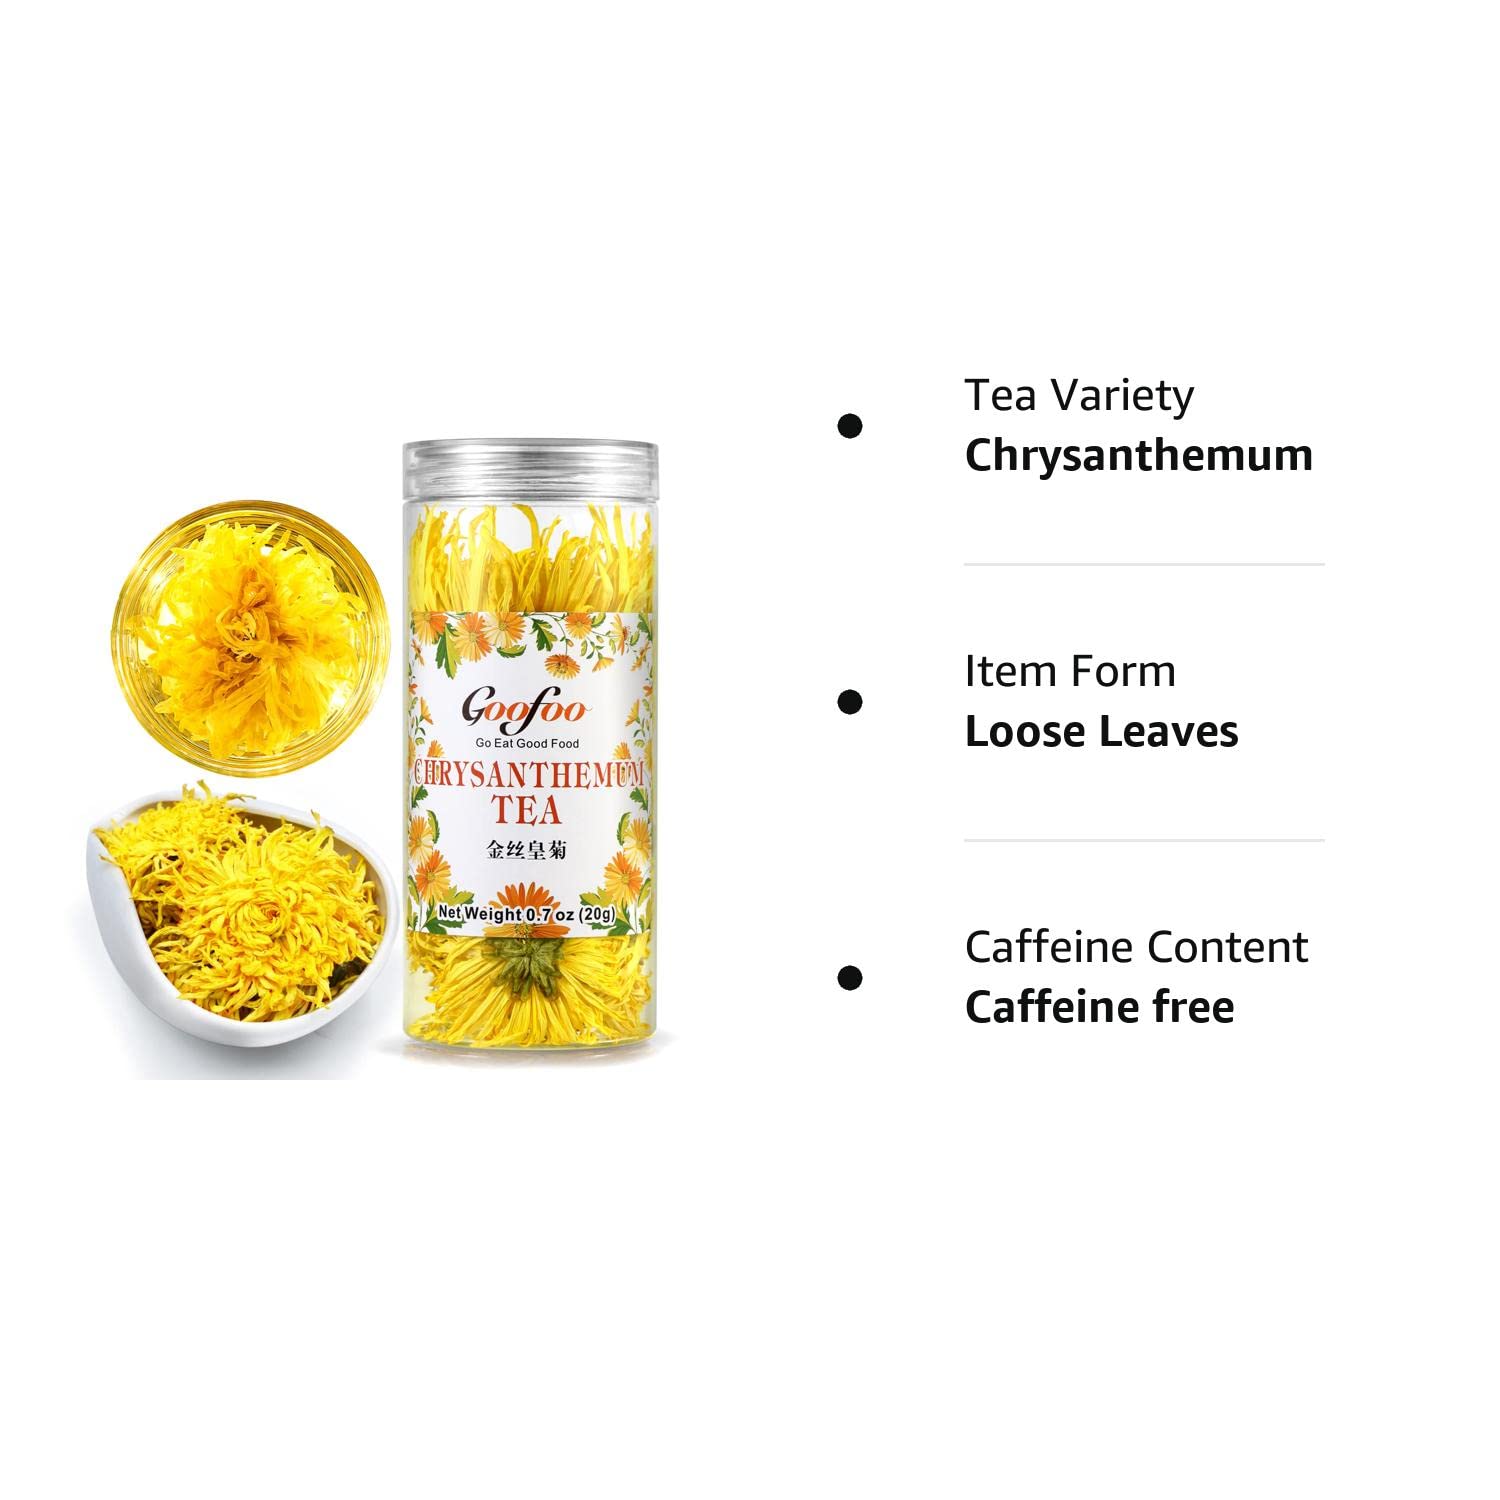 Goofoo
Go Eat Good Food
CHRYSANTHEMUM
TEA
金丝皇菊
Net Weight 0.7 oz (20g)
Tea Variety
Chrysanthemum
Item Form
Loose Leaves
Caffeine Content
Caffeine free